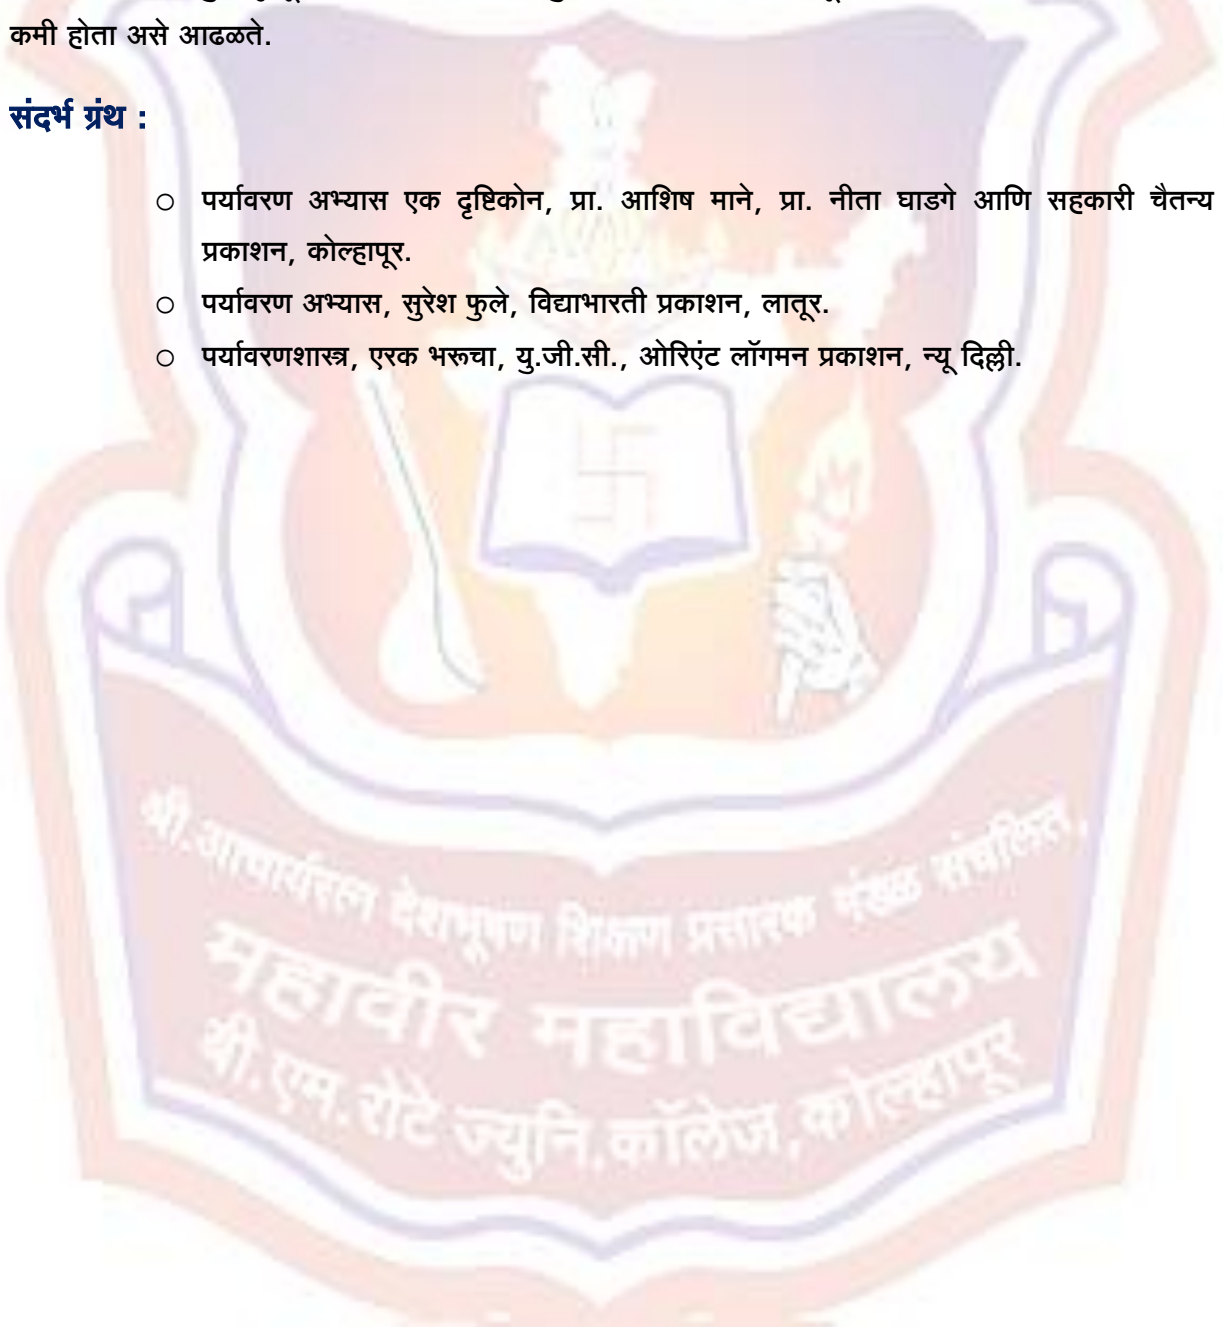 कमी होता असे आढळते.
संदर्भ ग्रंथ :
○ पर्यावरण अभ्यास एक दृष्टिकोन, प्रा. आशिष माने, प्रा. नीता घाडगे आणि सहकारी चैतन्य
प्रकाशन, कोल्हापूर.
○ पर्यावरण अभ्यास, सुरेश फुले, विद्याभारती प्रकाशन, लातूर.
○ पर्यावरणशास्त्र, एरक भरूचा, यु.जी.सी., ओरिएंट लॉगमन प्रकाशन, न्यू दिल्ली.
श्री.आचार्यरत्न देशभूषण शिक्षण प्रसारक मंडळ संचलित,
महावीर महाविद्यालय
श्री.एम.रोटे ज्युनि.कॉलेज,कोल्हापूर